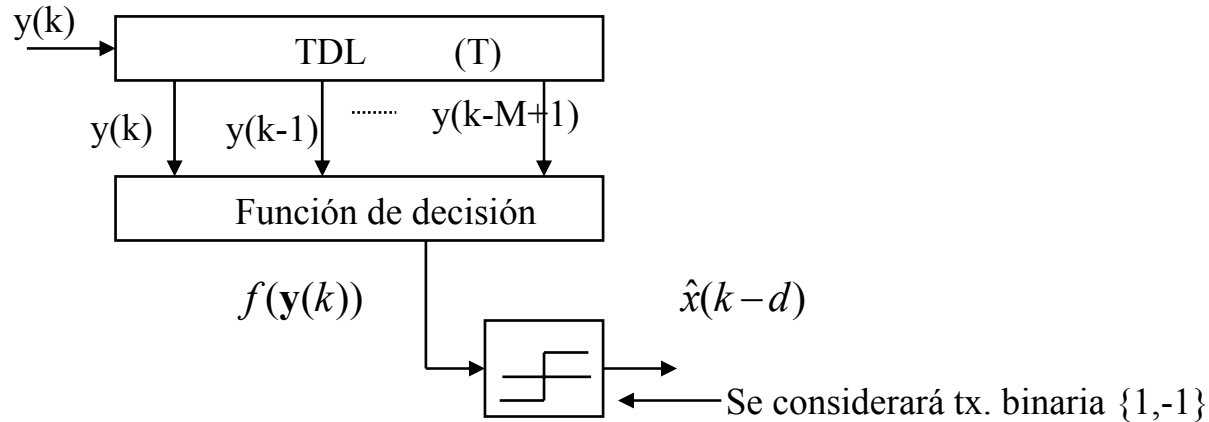 y(k)
TDL (T)
y(k) y(k-1) ........ y(k-M+1)
Función de decisión
f(y(k))
x̂(k−d)
Se considerará tx. binaria {1,-1}